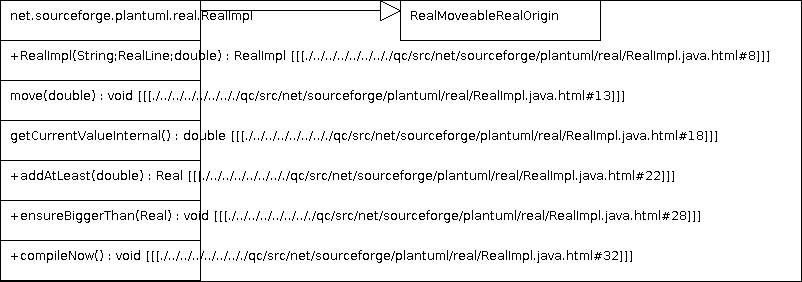 net.sourceforge.plantuml.real.RealImpl
RealMoveableRealOrigin
+RealImpl(String;RealLine;double) : RealImpl [[[./../../../../../../../qc/src/net/sourceforge/plantuml/real/RealImpl.java.html#8]]]
move(double) : void [[[./../../../../../../../qc/src/net/sourceforge/plantuml/real/RealImpl.java.html#13]]]
getCurrentValueInternal() : double [[[./../../../../../../../qc/src/net/sourceforge/plantuml/real/RealImpl.java.html#18]]]
+addAtLeast(double) : Real [[[./../../../../../../../qc/src/net/sourceforge/plantuml/real/RealImpl.java.html#22]]]
+ensureBiggerThan(Real) : void [[[./../../../../../../../qc/src/net/sourceforge/plantuml/real/RealImpl.java.html#28]]]
+compileNow() : void [[[./../../../../../../../qc/src/net/sourceforge/plantuml/real/RealImpl.java.html#32]]]